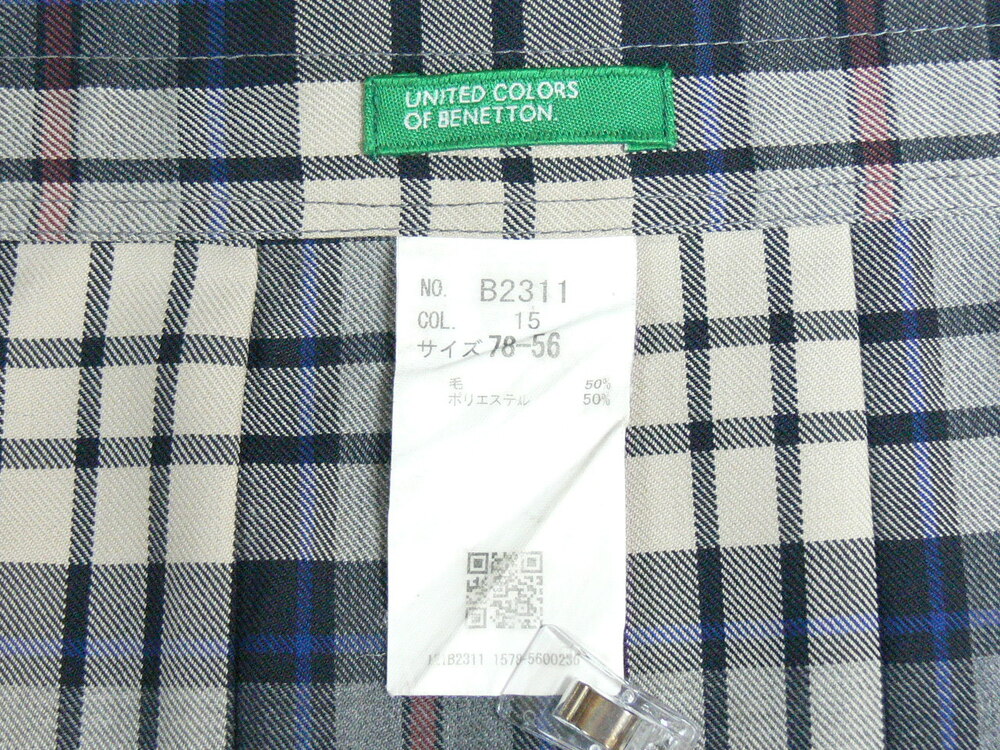 UNITED COLORS
OF BENETTON.
NO. B2311
COL. 15
サイズ 78-56
毛 50%
ポリエステル 50%